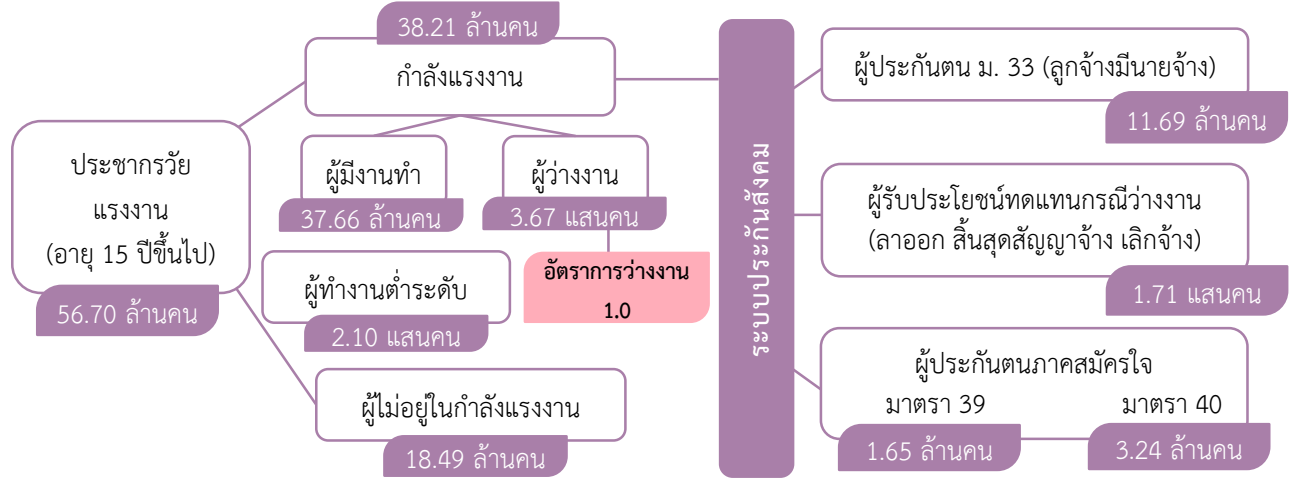 38.21 ล้านคน
กำลังแรงงาน
ประชากรวัย
แรงงาน
(อายุ 15 ปีขึ้นไป)
56.70 ล้านคน
ผู้มีงานทำ
37.66 ล้านคน
ผู้ว่างงาน
3.67 แสนคน
อัตราการว่างงาน
1.0
ผู้ทำงานต่ำระดับ
2.10 แสนคน
ผู้ไม่อยู่ในกำลังแรงงาน
18.49 ล้านคน
ระบบประกันสังคม
ผู้ประกันตน ม. 33 (ลูกจ้างมีนายจ้าง)
11.69 ล้านคน
ผู้รับประโยชน์ทดแทนกรณีว่างงาน
(ลาออก สิ้นสุดสัญญาจ้าง เลิกจ้าง)
1.71 แสนคน
ผู้ประกันตนภาคสมัครใจ
มาตรา 39 มาตรา 40
1.65 ล้านคน 3.24 ล้านคน